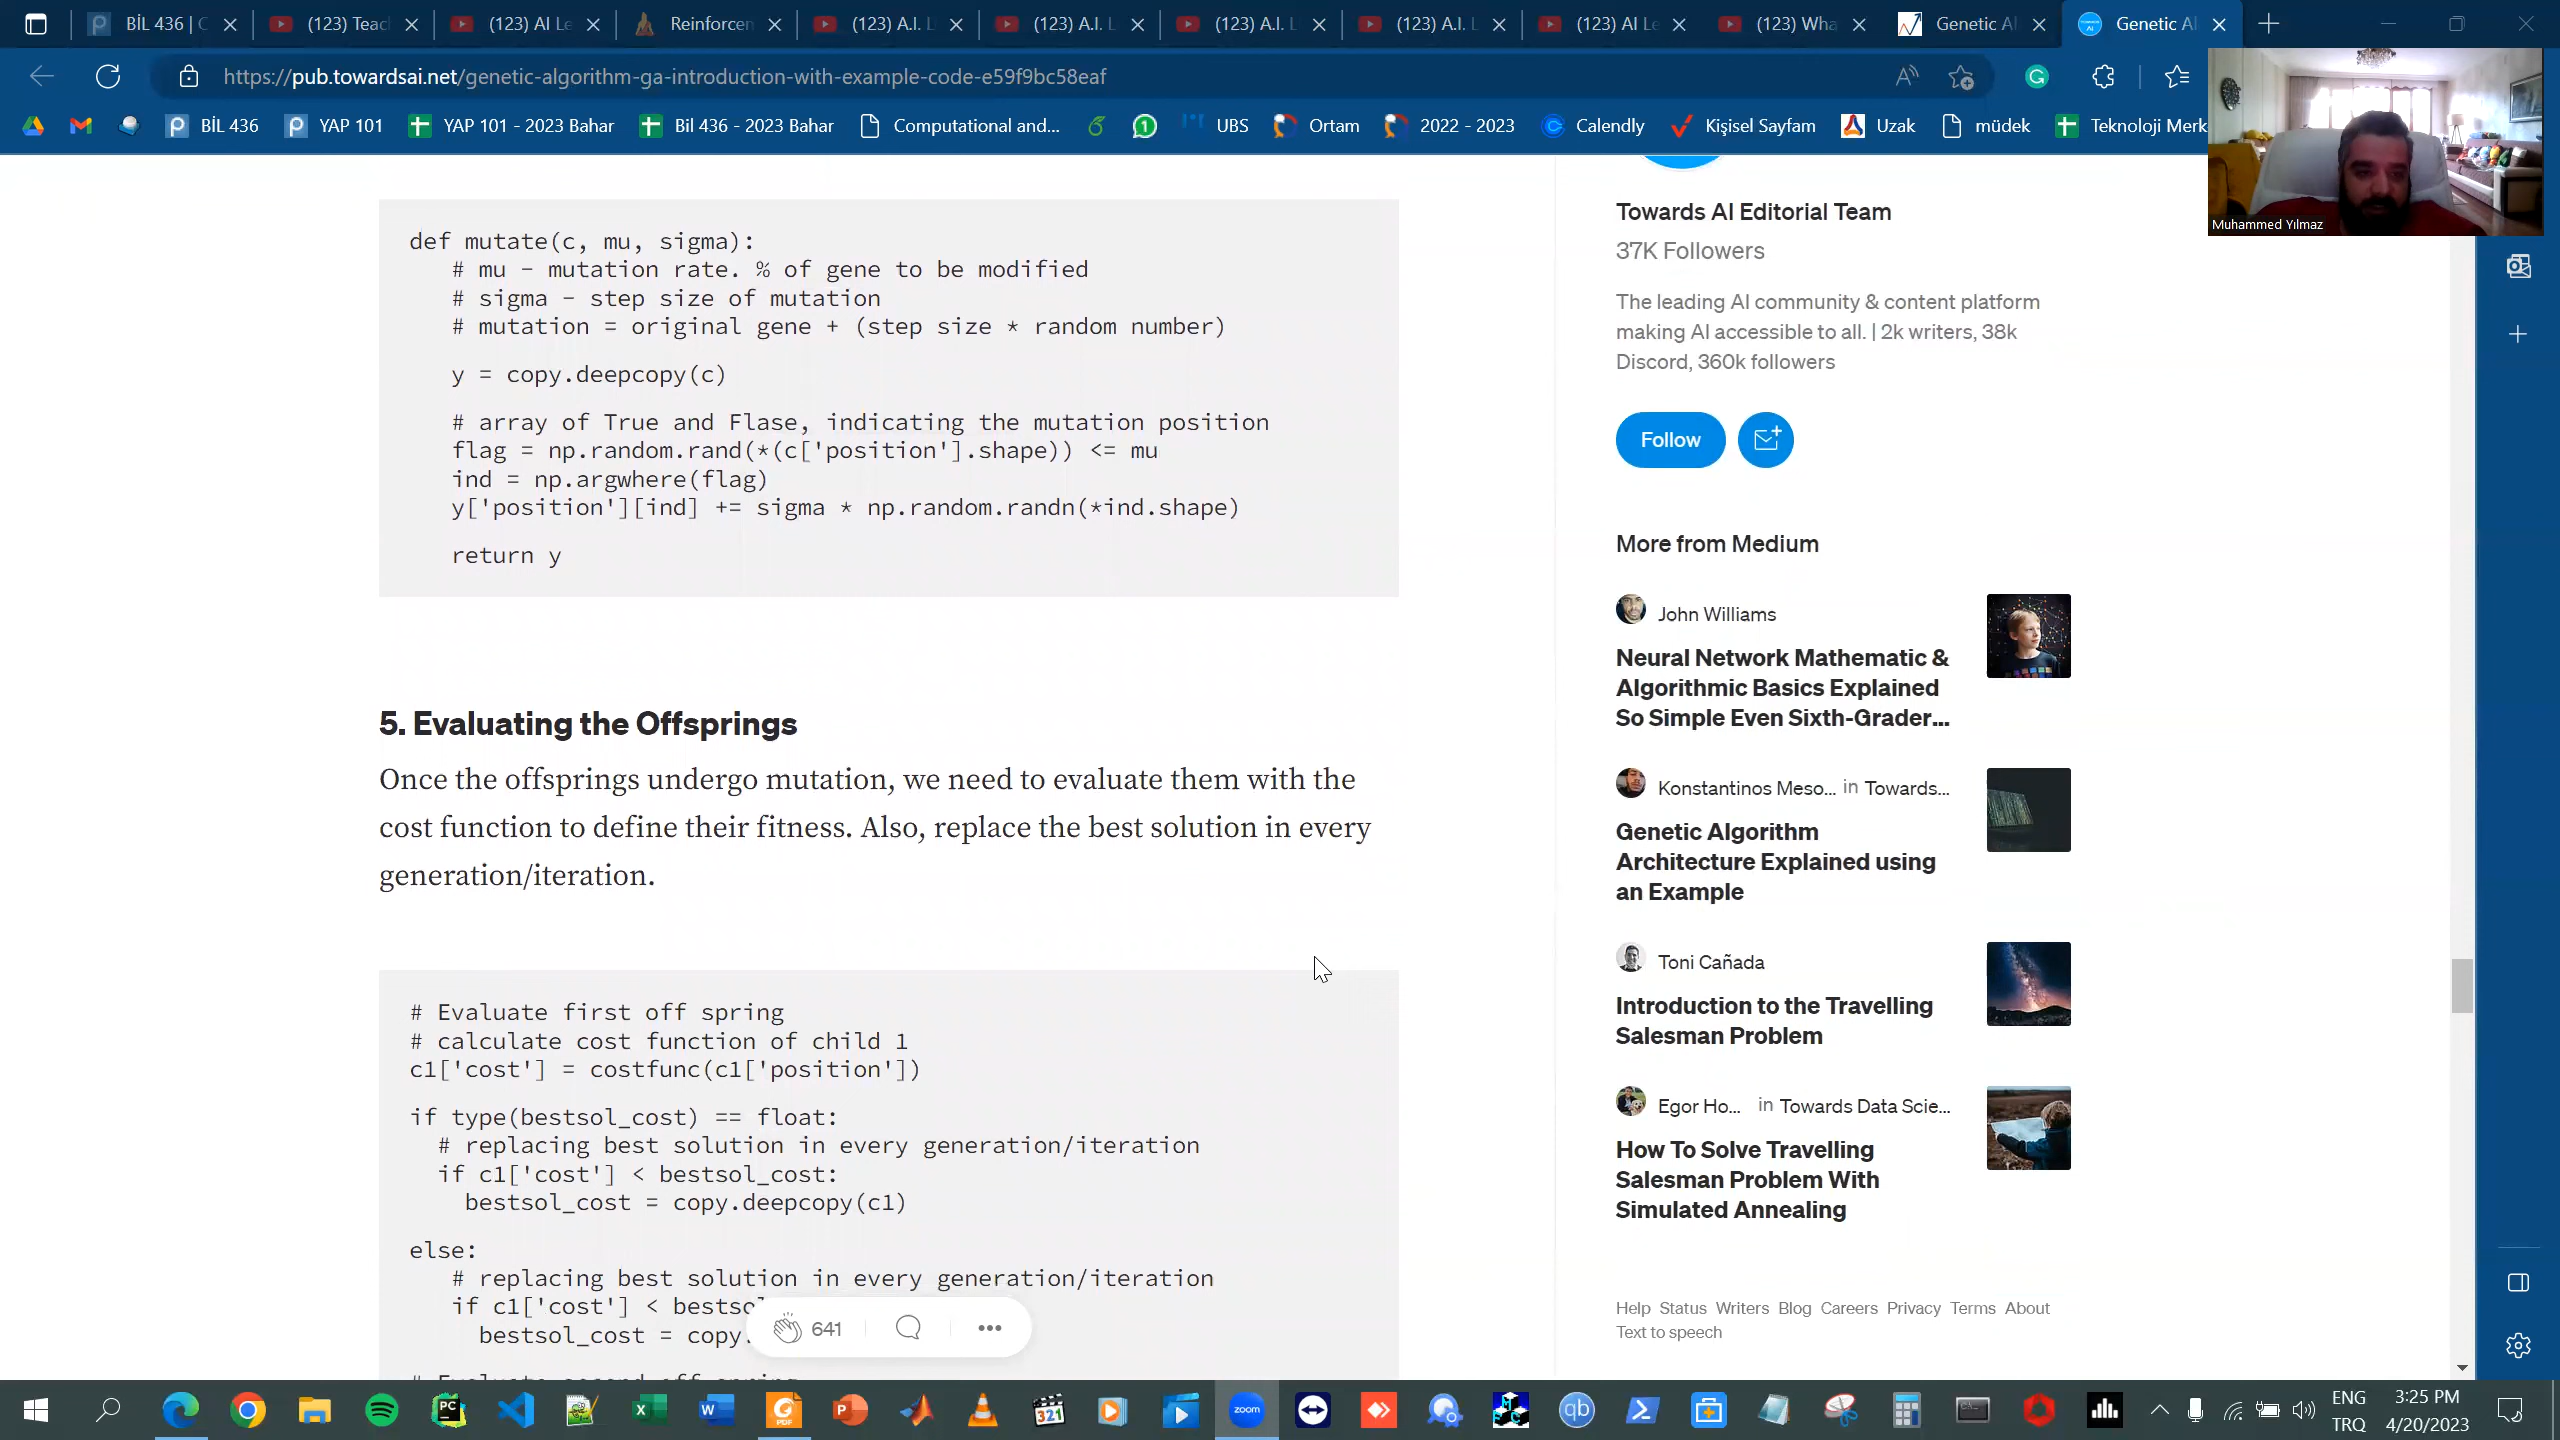 BİL 436 | C
(123) Teac
(123) AI Le
Reinforcen
(123) A.I. L
(123) A.I. L
(123) A.I. L
(123) A.I. L
(123) AI Le
(123) Wha
Genetic Al
Genetic Al
https://pub.towardsai.net/genetic-algorithm-ga-introduction-with-example-code-e59f9bc58eaf
BİL 436
YAP 101
YAP 101 - 2023 Bahar
Bil 436 - 2023 Bahar
Computational and...
UBS
Ortam
2022 - 2023
Calendly
Kişisel Sayfam
Uzak
müdek
Teknoloji Merk
Muhammed Yılmaz
def mutate(c, mu, sigma):
# mu - mutation rate. % of gene to be modified
# sigma - step size of mutation
# mutation = original gene + (step size * random number)
y = copy.deepcopy(c)
# array of True and Flase, indicating the mutation position
flag = np.random.rand(*(c['position'].shape)) <= mu
ind = np.argwhere(flag)
y['position'][ind] += sigma * np.random.randn(*ind.shape)
return y
5. Evaluating the Offsprings
Once the offsprings undergo mutation, we need to evaluate them with the
cost function to define their fitness. Also, replace the best solution in every
generation/iteration.
# Evaluate first off spring
# calculate cost function of child 1
c1['cost'] = costfunc(c1['position'])
if type(bestsol_cost) == float:
# replacing best solution in every generation/iteration
if c1['cost'] < bestsol_cost:
bestsol_cost = copy.deepcopy(c1)
else:
# replacing best solution in every generation/iteration
if c1['cost'] < bestso
bestsol_cost = copy.
641
Towards AI Editorial Team
37K Followers
The leading AI community & content platform
making AI accessible to all. | 2k writers, 38k
Discord, 360k followers
Follow
More from Medium
John Williams
Neural Network Mathematic &
Algorithmic Basics Explained
So Simple Even Sixth-Grader...
Konstantinos Meso... in Towards...
Genetic Algorithm
Architecture Explained using
an Example
Toni Cañada
Introduction to the Travelling
Salesman Problem
Egor Ho... in Towards Data Scie...
How To Solve Travelling
Salesman Problem With
Simulated Annealing
Help Status Writers Blog Careers Privacy Terms About
Text to speech
zoom
321
qb
ENG
TRQ
3:25 PM
4/20/2023